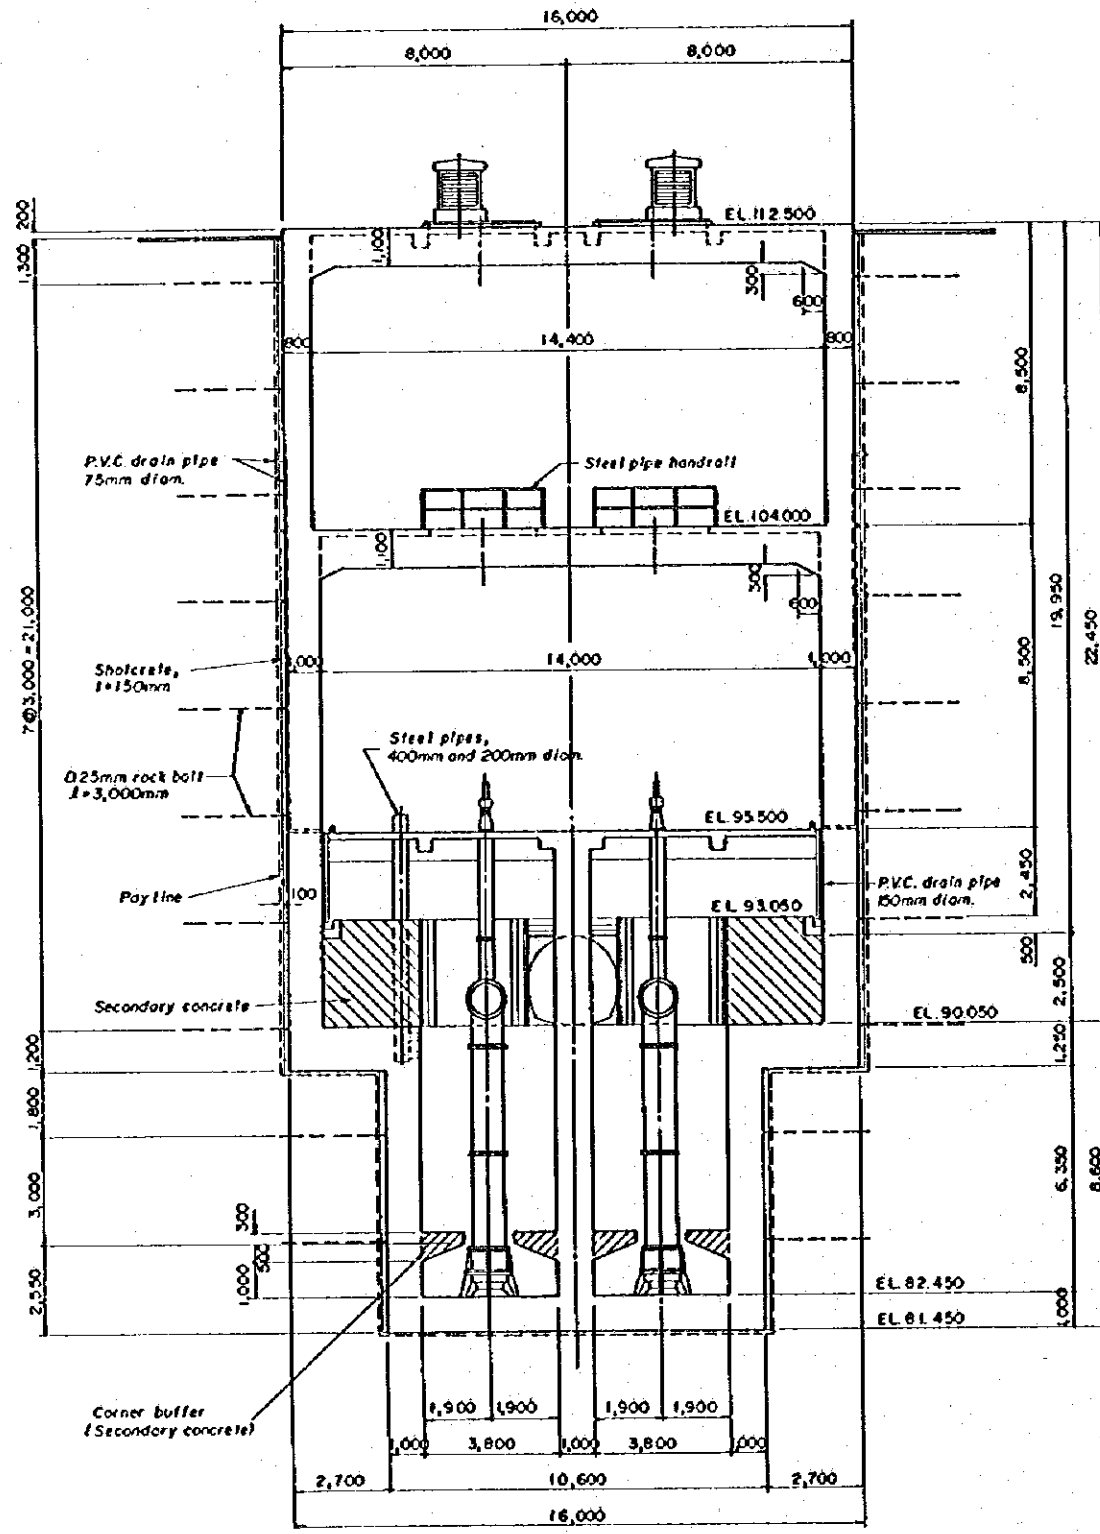 16,000
8,000
8,000
200
EL.112.500
1,300
1,100
300
600
800
14,400
800
8,500
P.V.C. drain pipe
75mm diam.
Steel pipe handrail
EL.104.000
1,100
300
600
19,950
22,450
7@3,000=21,000
Shotcrete,
t=150mm
1,000
14,000
1,000
8,500
Steel pipes,
400mm and 200mm diam.
D25mm rock bolt
l=3,000mm
EL.95.500
Pay line
100
2,450
P.V.C. drain pipe
150mm diam.
EL.93.050
500
2,500
Secondary concrete
EL.90.050
1,200
1,250
1,800
6,350
8,600
3,000
300
500
1,000
2,550
EL.82.450
EL.81.450
1,000
Corner buffer
(Secondary concrete)
1,900
1,900
1,900
1,900
1,000
3,800
1,000
3,800
1,000
2,700
10,600
2,700
16,000